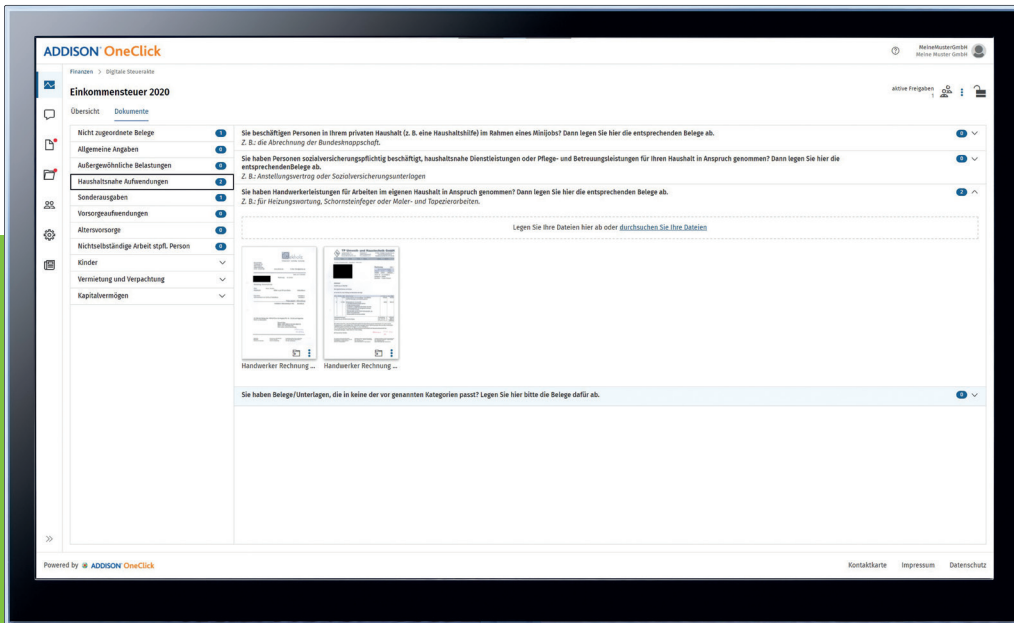 ADDISON OneClick
MeineMusterGmbH
Meine Muster GmbH
Finanzen > Digitale Steuerakte
Einkommensteuer 2020
aktive Freigaben
1
Übersicht Dokumente
Nicht zugeordnete Belege 1
Allgemeine Angaben 0
Außergewöhnliche Belastungen 0
Haushaltsnahe Aufwendungen 2
Sonderausgaben 1
Vorsorgeaufwendungen 0
Altersvorsorge 0
Nichtselbständige Arbeit stpfl. Person 0
Kinder
Vermietung und Verpachtung
Kapitalvermögen
Sie beschäftigen Personen in Ihrem privaten Haushalt (z. B. eine Haushaltshilfe) im Rahmen eines Minijobs? Dann legen Sie hier die entsprechenden Belege ab. 0
Z. B.: die Abrechnung der Bundesknappschaft.
Sie haben Personen sozialversicherungspflichtig beschäftigt, haushaltsnahe Dienstleistungen oder Pflege- und Betreuungsleistungen für Ihren Haushalt in Anspruch genommen? Dann legen Sie hier die 0
entsprechendenBelege ab.
Z. B.: Anstellungsvertrag oder Sozialversicherungsunterlagen
Sie haben Handwerkerleistungen für Arbeiten im eigenen Haushalt in Anspruch genommen? Dann legen Sie hier die entsprechenden Belege ab. 2
Z. B.: für Heizungswartung, Schornsteinfeger oder Maler- und Tapezierarbeiten.
Legen Sie Ihre Dateien hier ab oder durchsuchen Sie Ihre Dateien
Handwerker Rechnung ... Handwerker Rechnung ...
Sie haben Belege/Unterlagen, die in keine der vor genannten Kategorien passt? Legen Sie hier bitte die Belege dafür ab. 0
Powered by ADDISON OneClick
Kontaktkarte Impressum Datenschutz